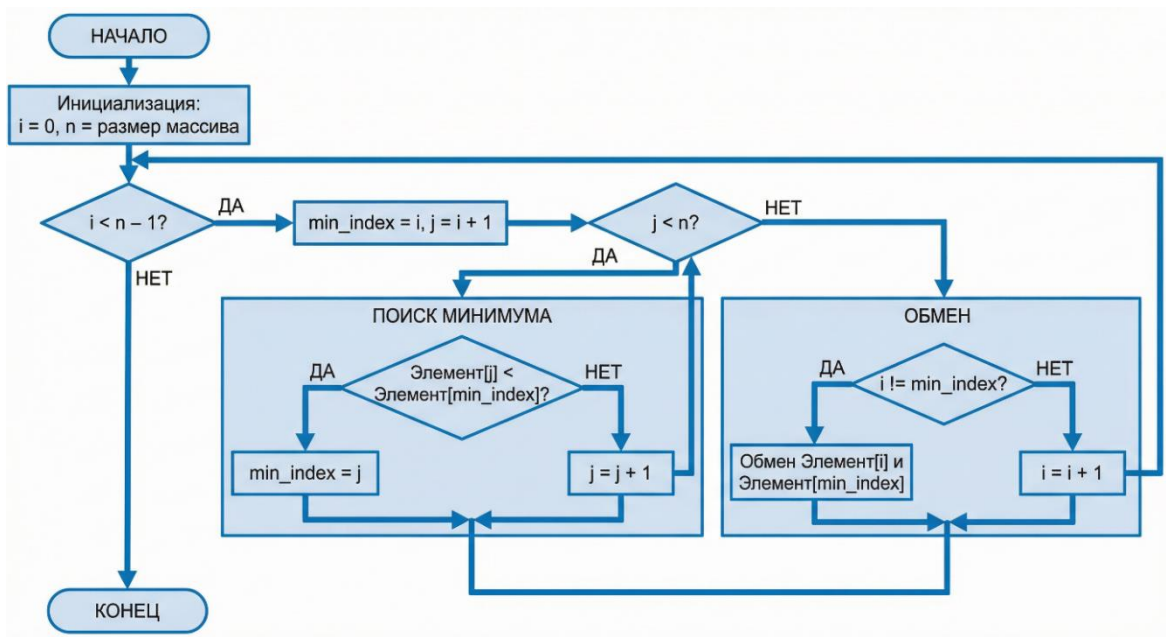 НАЧАЛО
Инициализация:
i = 0, n = размер массива
i < n – 1?
ДА
НЕТ
min_index = i, j = i + 1
j < n?
НЕТ
ДА
ПОИСК МИНИМУМА
Элемент[j] <
Элемент[min_index]?
ДА
НЕТ
min_index = j
j = j + 1
ОБМЕН
i != min_index?
ДА
НЕТ
Обмен Элемент[i] и
Элемент[min_index]
i = i + 1
КОНЕЦ